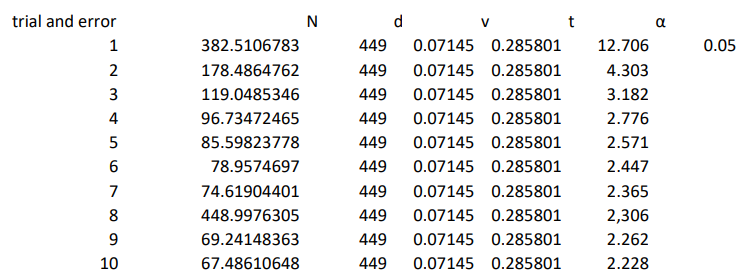 trial and error N d v t α
1 382.5106783 449 0.07145 0.285801 12.706 0.05
2 178.4864762 449 0.07145 0.285801 4.303
3 119.0485346 449 0.07145 0.285801 3.182
4 96.73472465 449 0.07145 0.285801 2.776
5 85.59823778 449 0.07145 0.285801 2.571
6 78.9574697 449 0.07145 0.285801 2.447
7 74.61904401 449 0.07145 0.285801 2.365
8 448.9976305 449 0.07145 0.285801 2,306
9 69.24148363 449 0.07145 0.285801 2.262
10 67.48610648 449 0.07145 0.285801 2.228